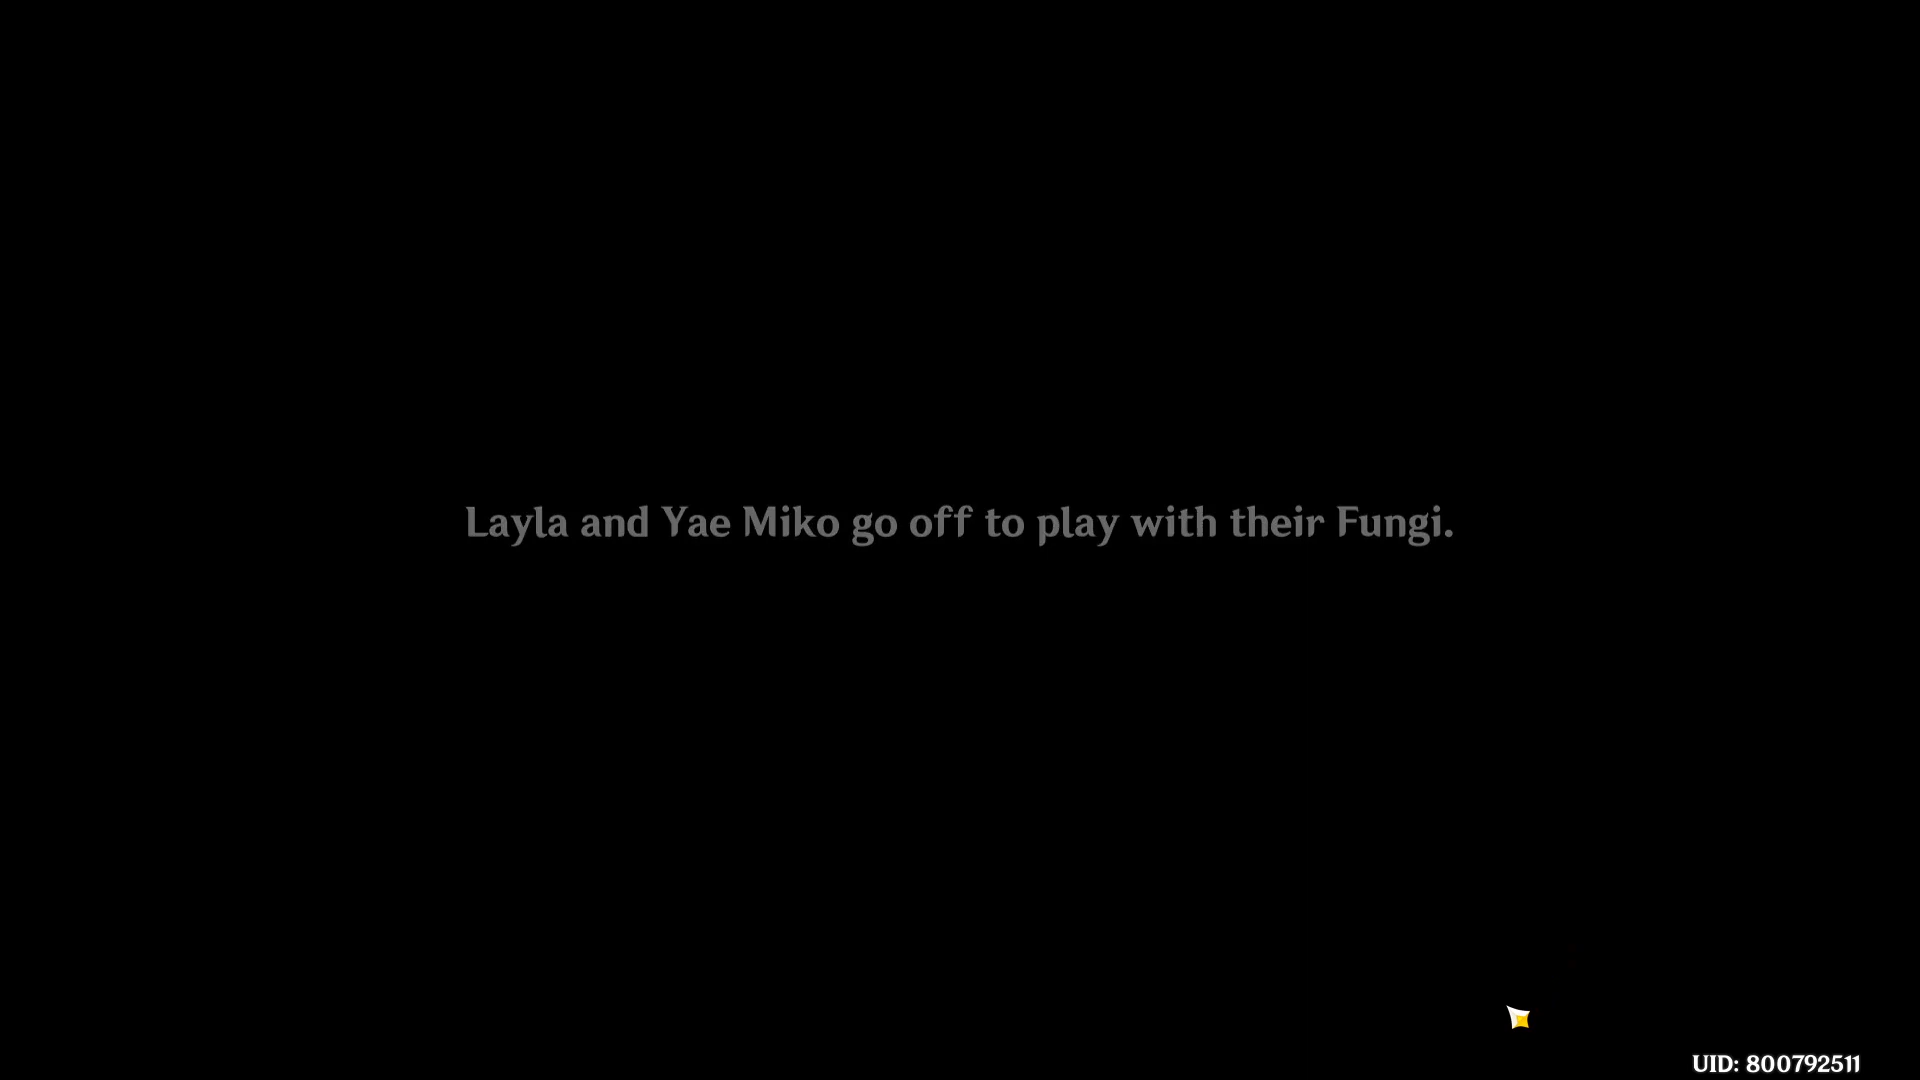 Layla and Yae Miko go off to play with their Fungi.
UID: 800792511